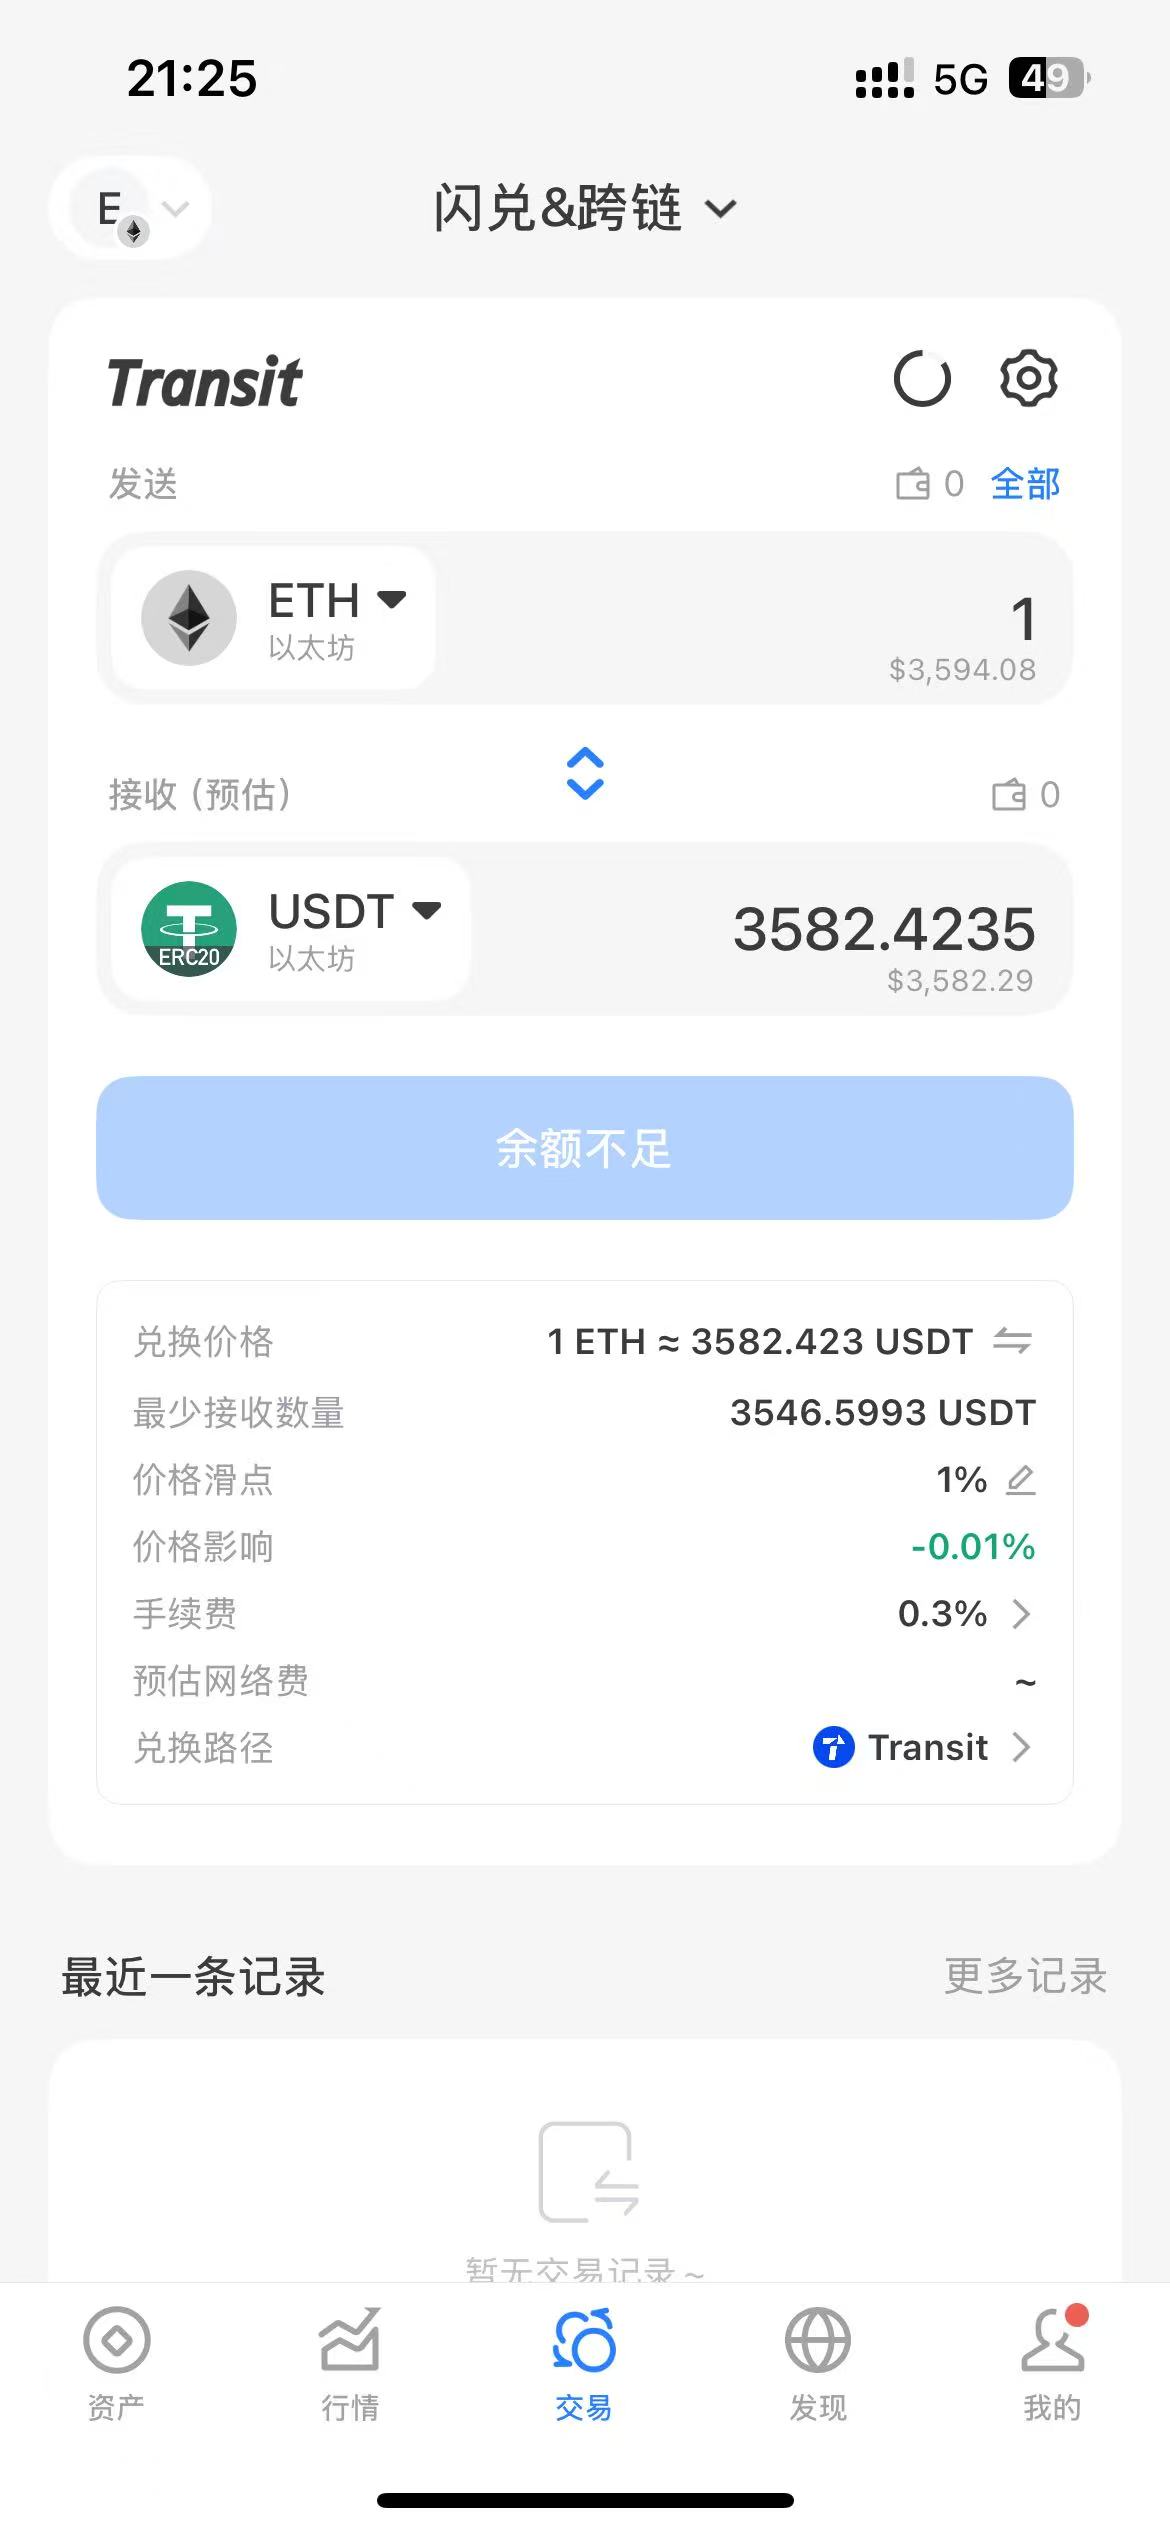 21:25
5G 49
E
闪兑&跨链
Transit
发送
0 全部
ETH
以太坊
1
$3,594.08
接收 (预估)
0
USDT
以太坊
ERC20
3582.4235
$3,582.29
余额不足
兑换价格 1 ETH ≈ 3582.423 USDT
最少接收数量 3546.5993 USDT
价格滑点 1%
价格影响 -0.01%
手续费 0.3%
预估网络费 ~
兑换路径 Transit
最近一条记录 更多记录
暂无交易记录 ~
资产 行情 交易 发现 我的